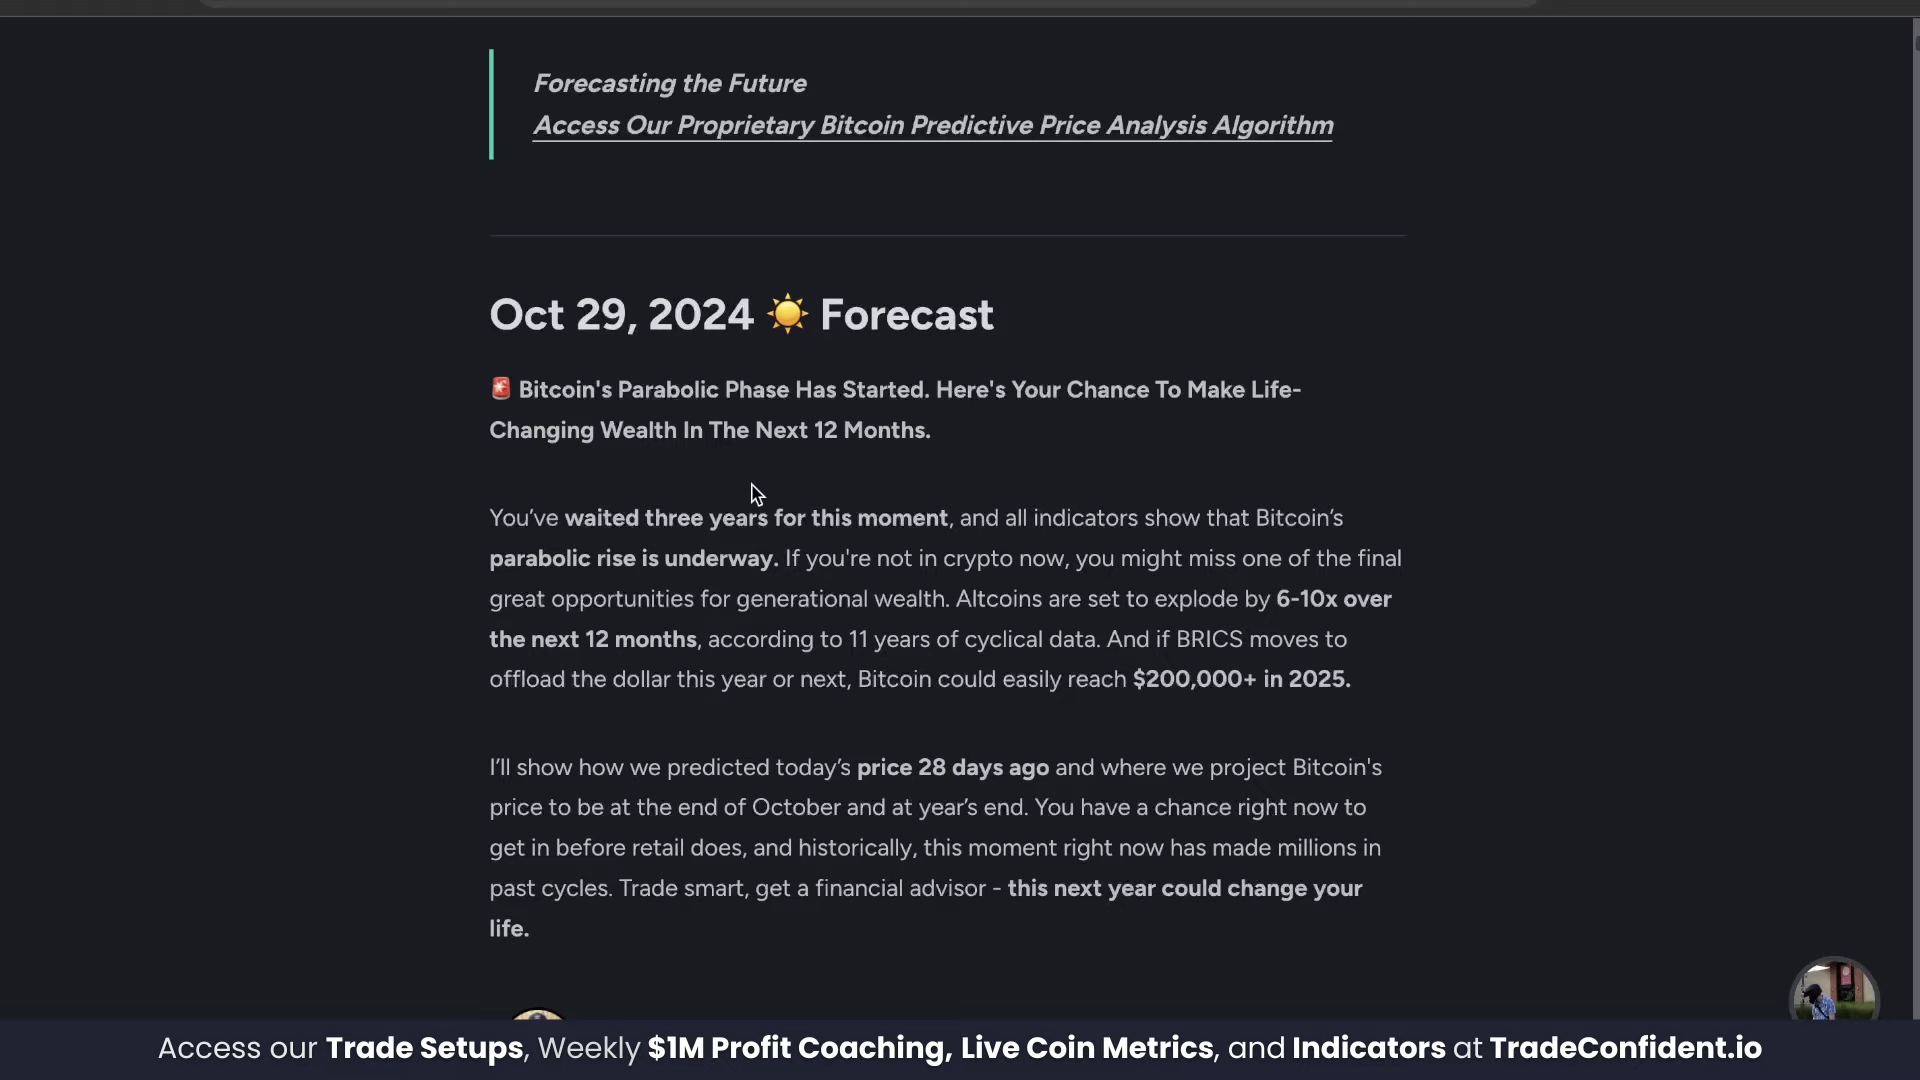 Forecasting the Future
Access Our Proprietary Bitcoin Predictive Price Analysis Algorithm
Oct 29, 2024 ☀️ Forecast
🚨 Bitcoin's Parabolic Phase Has Started. Here's Your Chance To Make Life-
Changing Wealth In The Next 12 Months.
You’ve waited three years for this moment, and all indicators show that Bitcoin’s
parabolic rise is underway. If you're not in crypto now, you might miss one of the final
great opportunities for generational wealth. Altcoins are set to explode by 6-10x over
the next 12 months, according to 11 years of cyclical data. And if BRICS moves to
offload the dollar this year or next, Bitcoin could easily reach $200,000+ in 2025.
I’ll show how we predicted today’s price 28 days ago and where we project Bitcoin's
price to be at the end of October and at year’s end. You have a chance right now to
get in before retail does, and historically, this moment right now has made millions in
past cycles. Trade smart, get a financial advisor - this next year could change your
life.
Access our Trade Setups, Weekly $1M Profit Coaching, Live Coin Metrics, and Indicators at TradeConfident.io